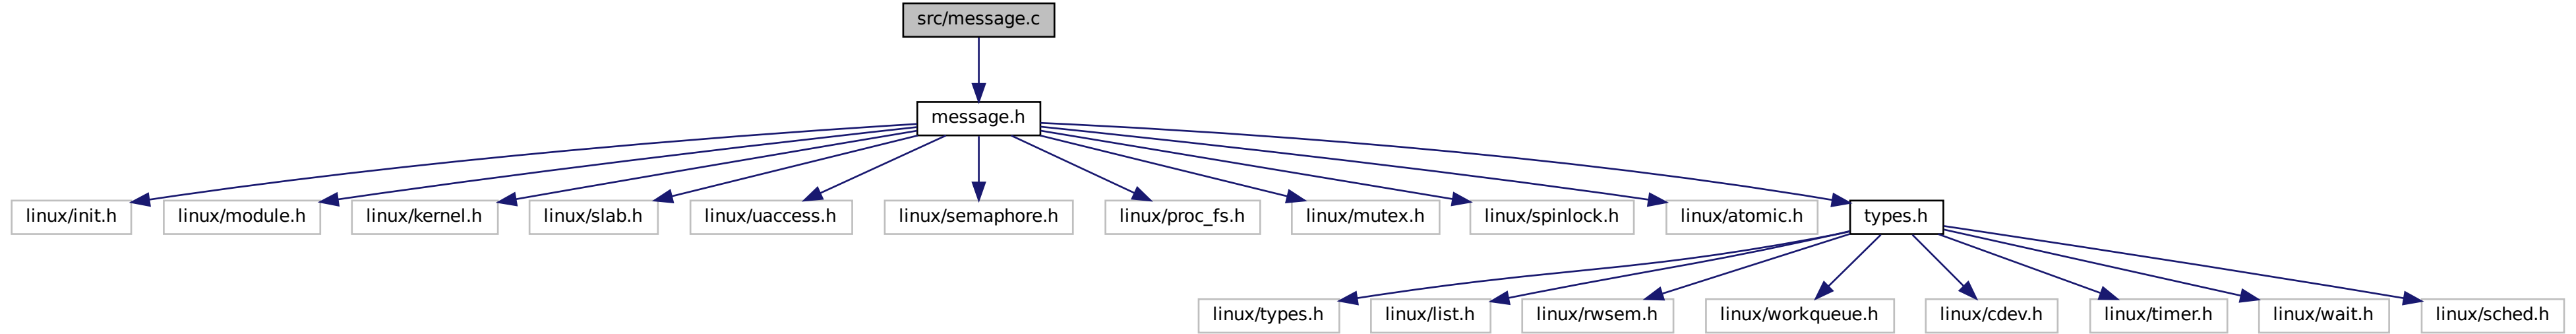 src/message.c
message.h
linux/init.h
linux/module.h
linux/kernel.h
linux/slab.h
linux/uaccess.h
linux/semaphore.h
linux/proc_fs.h
linux/mutex.h
linux/spinlock.h
linux/atomic.h
types.h
linux/types.h
linux/list.h
linux/rwsem.h
linux/workqueue.h
linux/cdev.h
linux/timer.h
linux/wait.h
linux/sched.h